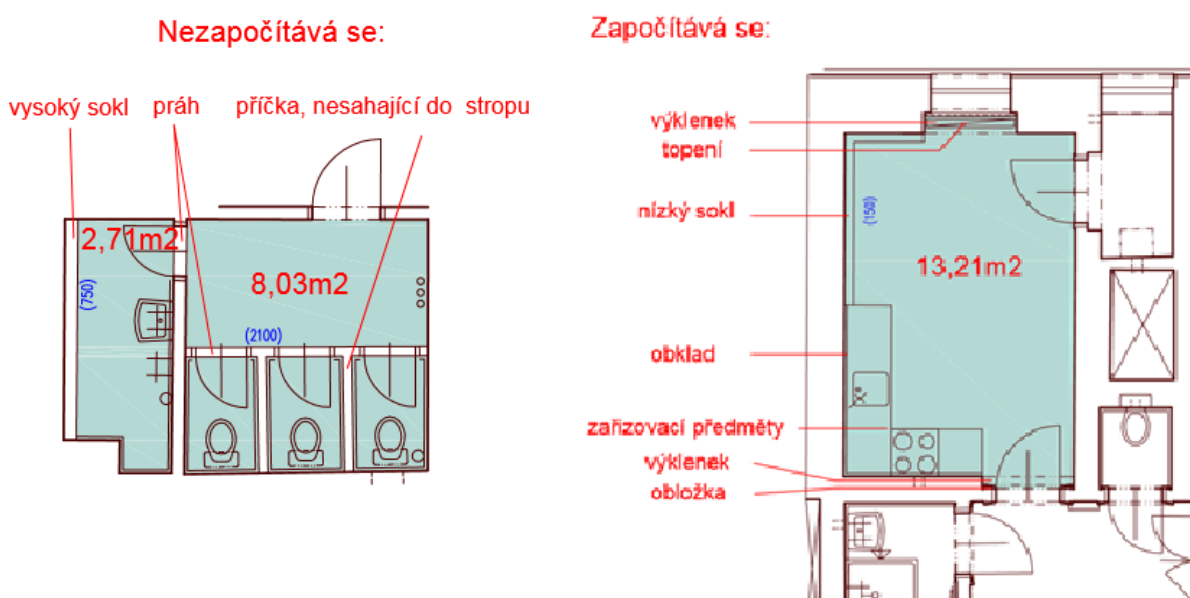 Nezapočítává se:
vysoký sokl
práh
příčka, nesahající do stropu
2,71m2
8,03m2
(750)
(2100)
Započítává se:
výklenek
topení
nízký sokl
(150)
13,21m2
obklad
zařizovací předměty
výklenek
obložka